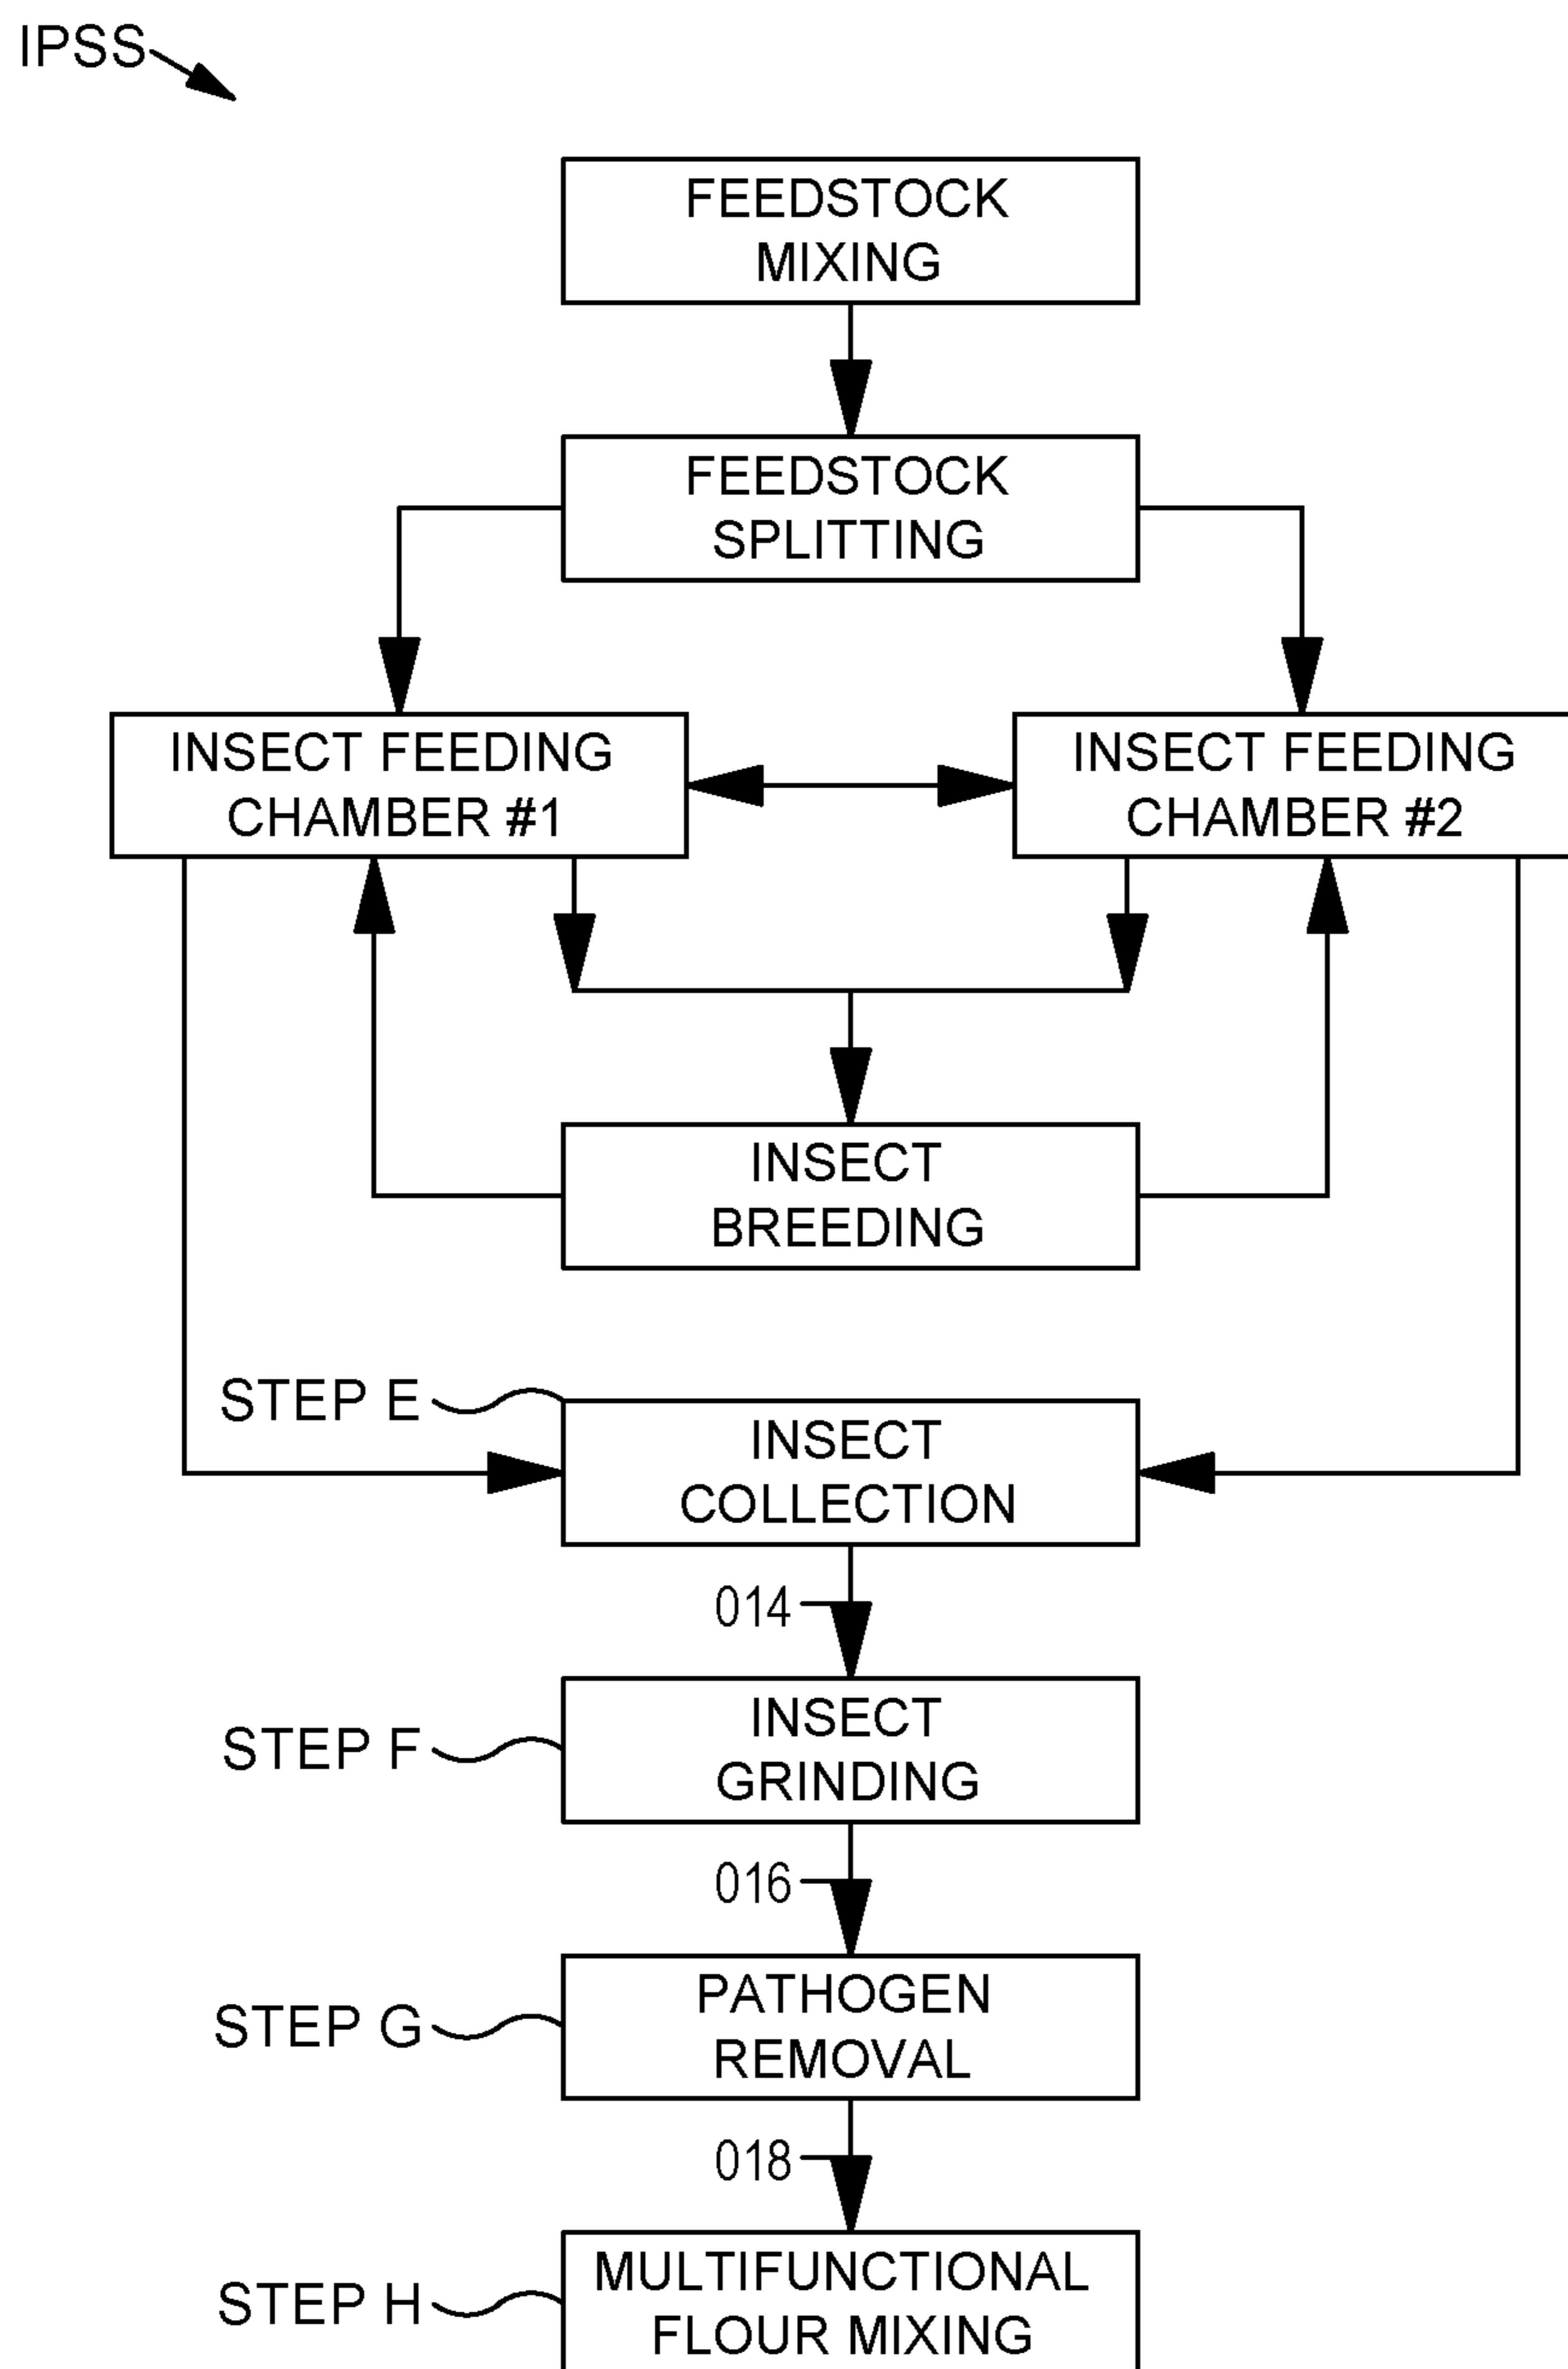 IPSS
FEEDSTOCK
MIXING
FEEDSTOCK
SPLITTING
INSECT FEEDING
CHAMBER #1
INSECT FEEDING
CHAMBER #2
INSECT
BREEDING
STEP E
INSECT
COLLECTION
014
STEP F
INSECT
GRINDING
016
STEP G
PATHOGEN
REMOVAL
018
STEP H
MULTIFUNCTIONAL
FLOUR MIXING